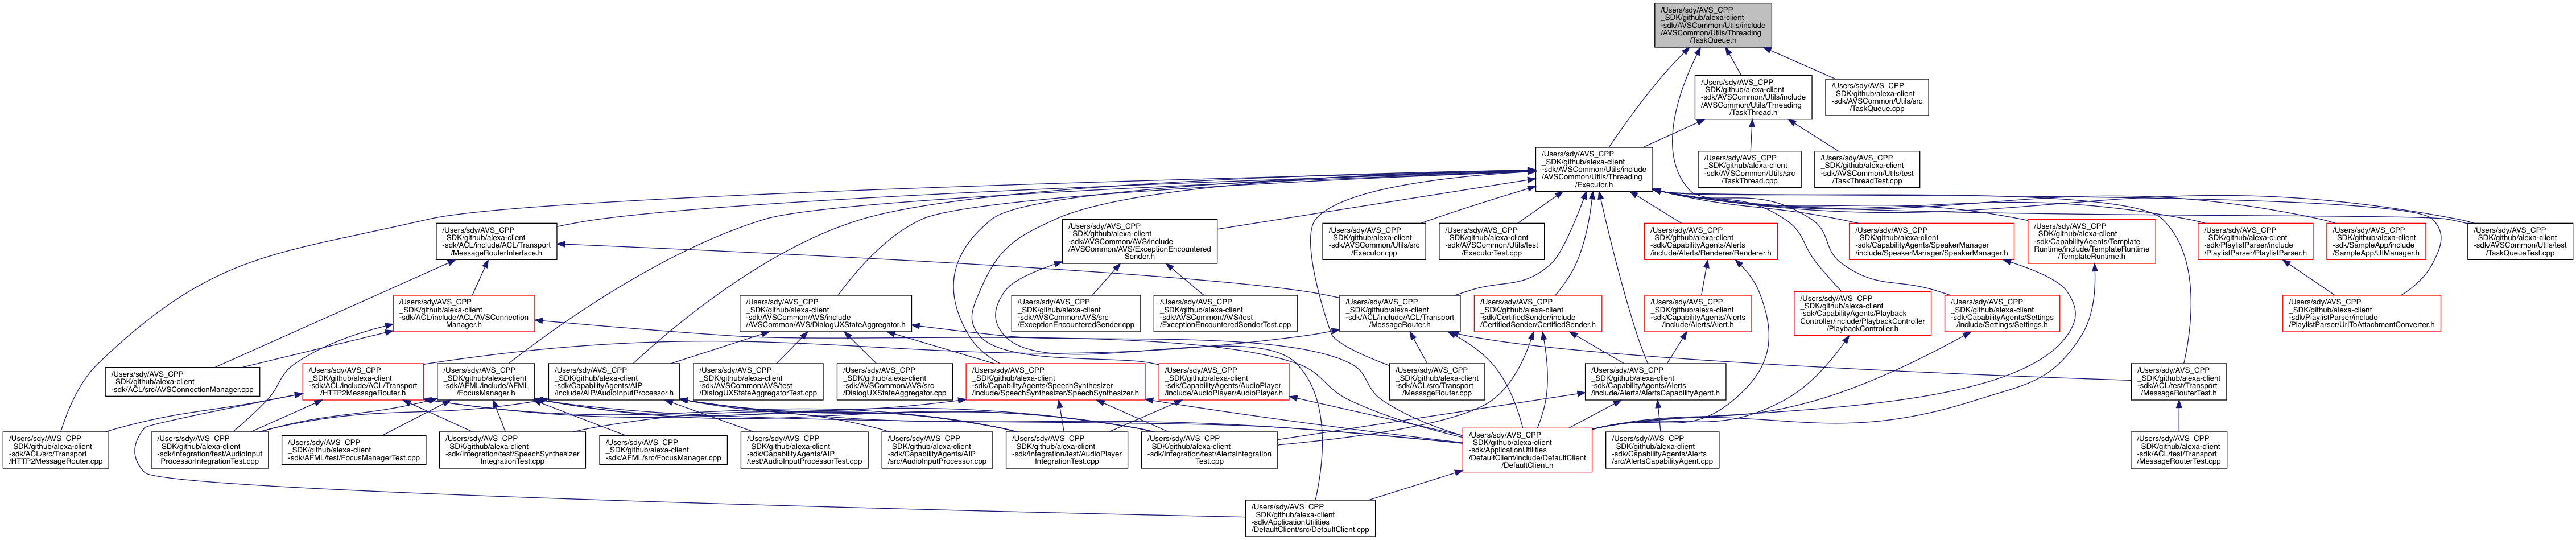 /Users/sdy/AVS_CPP
_SDK/github/alexa-client
-sdk/AVSCommon/Utils/include
/AVSCommon/Utils/Threading
/TaskQueue.h
/Users/sdy/AVS_CPP
_SDK/github/alexa-client
-sdk/AVSCommon/Utils/include
/AVSCommon/Utils/Threading
/TaskThread.h
/Users/sdy/AVS_CPP
_SDK/github/alexa-client
-sdk/AVSCommon/Utils/src
/TaskQueue.cpp
/Users/sdy/AVS_CPP
_SDK/github/alexa-client
-sdk/AVSCommon/Utils/include
/AVSCommon/Utils/Threading
/Executor.h
/Users/sdy/AVS_CPP
_SDK/github/alexa-client
-sdk/AVSCommon/Utils/src
/TaskThread.cpp
/Users/sdy/AVS_CPP
_SDK/github/alexa-client
-sdk/AVSCommon/Utils/test
/TaskThreadTest.cpp
/Users/sdy/AVS_CPP
_SDK/github/alexa-client
-sdk/ACL/include/ACL/Transport
/MessageRouterInterface.h
/Users/sdy/AVS_CPP
_SDK/github/alexa-client
-sdk/AVSCommon/AVS/include
/AVSCommon/AVS/ExceptionEncountered
Sender.h
/Users/sdy/AVS_CPP
_SDK/github/alexa-client
-sdk/AVSCommon/Utils/src
/Executor.cpp
/Users/sdy/AVS_CPP
_SDK/github/alexa-client
-sdk/AVSCommon/Utils/test
/ExecutorTest.cpp
/Users/sdy/AVS_CPP
_SDK/github/alexa-client
-sdk/CapabilityAgents/Alerts
/include/Alerts/Renderer/Renderer.h
/Users/sdy/AVS_CPP
_SDK/github/alexa-client
-sdk/CapabilityAgents/SpeakerManager
/include/SpeakerManager/SpeakerManager.h
/Users/sdy/AVS_CPP
_SDK/github/alexa-client
-sdk/CapabilityAgents/Template
Runtime/include/TemplateRuntime
/TemplateRuntime.h
/Users/sdy/AVS_CPP
_SDK/github/alexa-client
-sdk/PlaylistParser/include
/PlaylistParser/PlaylistParser.h
/Users/sdy/AVS_CPP
_SDK/github/alexa-client
-sdk/SampleApp/include
/SampleApp/UIManager.h
/Users/sdy/AVS_CPP
_SDK/github/alexa-client
-sdk/AVSCommon/Utils/test
/TaskQueueTest.cpp
/Users/sdy/AVS_CPP
_SDK/github/alexa-client
-sdk/ACL/include/ACL/AVSConnection
Manager.h
/Users/sdy/AVS_CPP
_SDK/github/alexa-client
-sdk/AVSCommon/AVS/include
/AVSCommon/AVS/DialogUXStateAggregator.h
/Users/sdy/AVS_CPP
_SDK/github/alexa-client
-sdk/AVSCommon/AVS/src
/ExceptionEncounteredSender.cpp
/Users/sdy/AVS_CPP
_SDK/github/alexa-client
-sdk/AVSCommon/AVS/test
/ExceptionEncounteredSenderTest.cpp
/Users/sdy/AVS_CPP
_SDK/github/alexa-client
-sdk/ACL/include/ACL/Transport
/MessageRouter.h
/Users/sdy/AVS_CPP
_SDK/github/alexa-client
-sdk/CertifiedSender/include
/CertifiedSender/CertifiedSender.h
/Users/sdy/AVS_CPP
_SDK/github/alexa-client
-sdk/CapabilityAgents/Alerts
/include/Alerts/Alert.h
/Users/sdy/AVS_CPP
_SDK/github/alexa-client
-sdk/CapabilityAgents/Playback
Controller/include/PlaybackController
/PlaybackController.h
/Users/sdy/AVS_CPP
_SDK/github/alexa-client
-sdk/CapabilityAgents/Settings
/include/Settings/Settings.h
/Users/sdy/AVS_CPP
_SDK/github/alexa-client
-sdk/PlaylistParser/include
/PlaylistParser/UrlToAttachmentConverter.h
/Users/sdy/AVS_CPP
_SDK/github/alexa-client
-sdk/ACL/src/AVSConnectionManager.cpp
/Users/sdy/AVS_CPP
_SDK/github/alexa-client
-sdk/ACL/include/ACL/Transport
/HTTP2MessageRouter.h
/Users/sdy/AVS_CPP
_SDK/github/alexa-client
-sdk/AFML/include/AFML
/FocusManager.h
/Users/sdy/AVS_CPP
_SDK/github/alexa-client
-sdk/CapabilityAgents/AIP
/include/AIP/AudioInputProcessor.h
/Users/sdy/AVS_CPP
_SDK/github/alexa-client
-sdk/AVSCommon/AVS/test
/DialogUXStateAggregatorTest.cpp
/Users/sdy/AVS_CPP
_SDK/github/alexa-client
-sdk/AVSCommon/AVS/src
/DialogUXStateAggregator.cpp
/Users/sdy/AVS_CPP
_SDK/github/alexa-client
-sdk/CapabilityAgents/SpeechSynthesizer
/include/SpeechSynthesizer/SpeechSynthesizer.h
/Users/sdy/AVS_CPP
_SDK/github/alexa-client
-sdk/CapabilityAgents/AudioPlayer
/include/AudioPlayer/AudioPlayer.h
/Users/sdy/AVS_CPP
_SDK/github/alexa-client
-sdk/ACL/src/Transport
/MessageRouter.cpp
/Users/sdy/AVS_CPP
_SDK/github/alexa-client
-sdk/CapabilityAgents/Alerts
/include/Alerts/AlertsCapabilityAgent.h
/Users/sdy/AVS_CPP
_SDK/github/alexa-client
-sdk/ACL/test/Transport
/MessageRouterTest.h
/Users/sdy/AVS_CPP
_SDK/github/alexa-client
-sdk/ACL/src/Transport
/HTTP2MessageRouter.cpp
/Users/sdy/AVS_CPP
_SDK/github/alexa-client
-sdk/Integration/test/AudioInput
ProcessorIntegrationTest.cpp
/Users/sdy/AVS_CPP
_SDK/github/alexa-client
-sdk/AFML/test/FocusManagerTest.cpp
/Users/sdy/AVS_CPP
_SDK/github/alexa-client
-sdk/Integration/test/SpeechSynthesizer
IntegrationTest.cpp
/Users/sdy/AVS_CPP
_SDK/github/alexa-client
-sdk/AFML/src/FocusManager.cpp
/Users/sdy/AVS_CPP
_SDK/github/alexa-client
-sdk/CapabilityAgents/AIP
/test/AudioInputProcessorTest.cpp
/Users/sdy/AVS_CPP
_SDK/github/alexa-client
-sdk/CapabilityAgents/AIP
/src/AudioInputProcessor.cpp
/Users/sdy/AVS_CPP
_SDK/github/alexa-client
-sdk/Integration/test/AudioPlayer
IntegrationTest.cpp
/Users/sdy/AVS_CPP
_SDK/github/alexa-client
-sdk/Integration/test/AlertsIntegration
Test.cpp
/Users/sdy/AVS_CPP
_SDK/github/alexa-client
-sdk/ApplicationUtilities
/DefaultClient/include/DefaultClient
/DefaultClient.h
/Users/sdy/AVS_CPP
_SDK/github/alexa-client
-sdk/CapabilityAgents/Alerts
/src/AlertsCapabilityAgent.cpp
/Users/sdy/AVS_CPP
_SDK/github/alexa-client
-sdk/ACL/test/Transport
/MessageRouterTest.cpp
/Users/sdy/AVS_CPP
_SDK/github/alexa-client
-sdk/ApplicationUtilities
/DefaultClient/src/DefaultClient.cpp